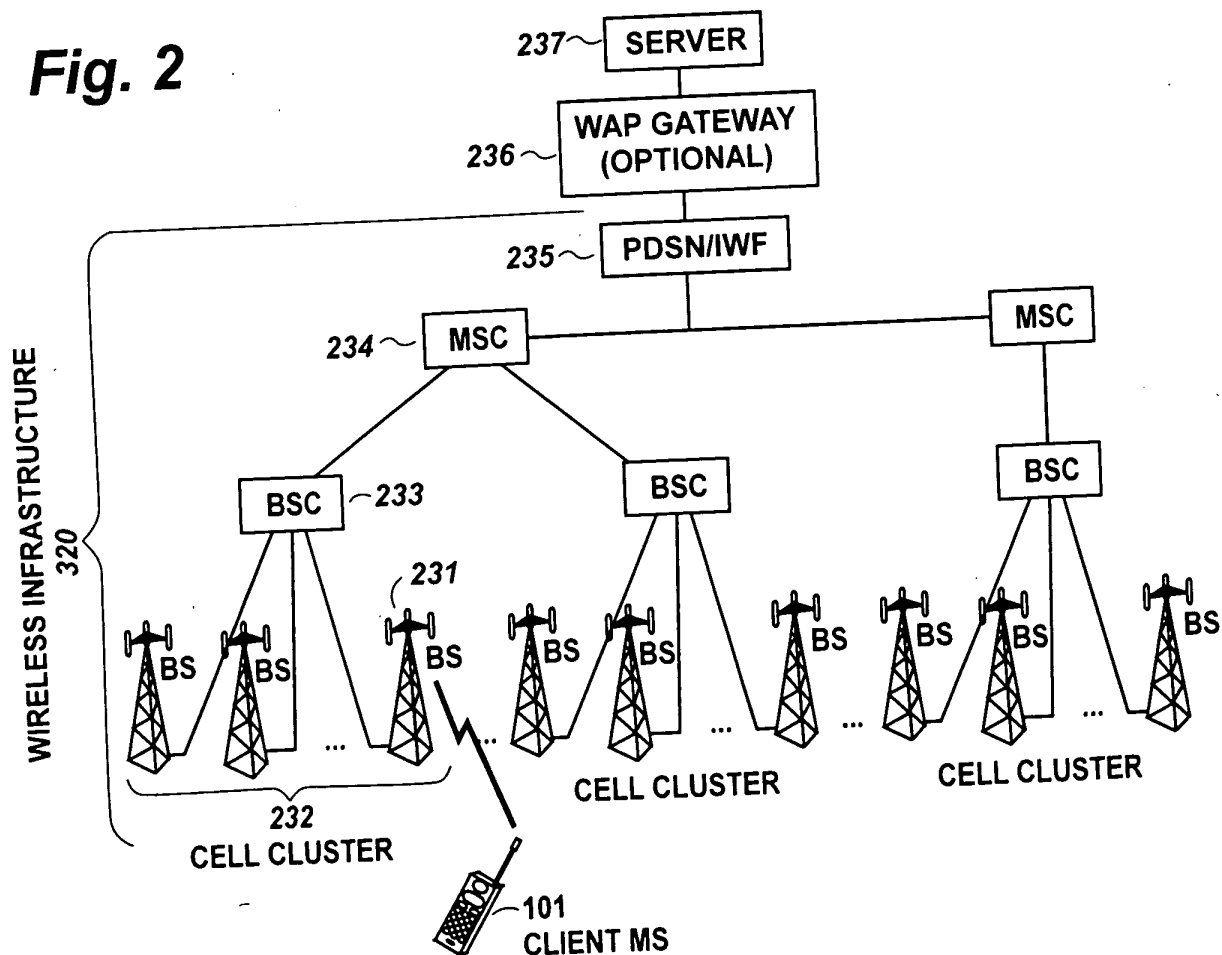 Fig. 2
237 SERVER
WAP GATEWAY
236 (OPTIONAL)
235 PDSN/IWF
234 MSC
MSC
WIRELESS INFRASTRUCTURE
320
BSC 233
BSC
BSC
231
BS
BS
BS
BS
BS
BS
BS
BS
BS
...
...
...
...
...
232
CELL CLUSTER
CELL CLUSTER
CELL CLUSTER
101
CLIENT MS